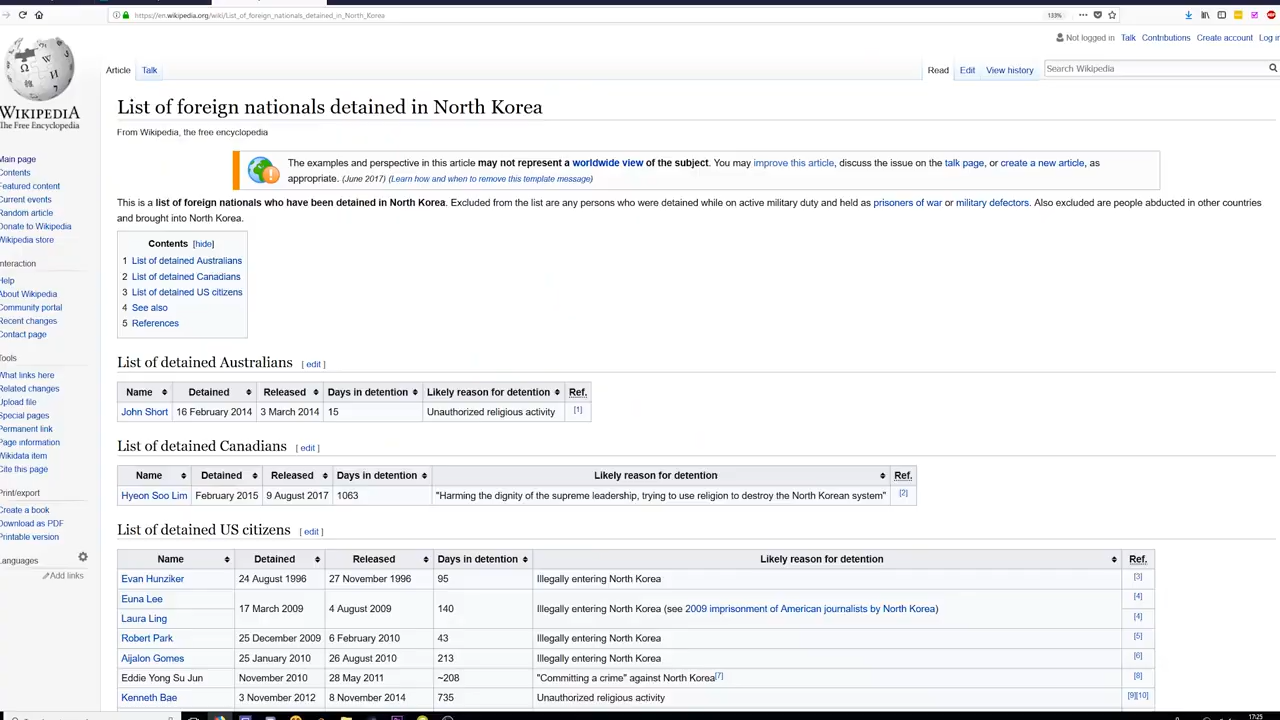 https://en.wikipedia.org/wiki/List_of_foreign_nationals_detained_in_North_Korea
133%
Not logged in Talk Contributions Create account Log in
Article Talk Read Edit View history Search Wikipedia
WIKIPEDIA
The Free Encyclopedia
List of foreign nationals detained in North Korea
From Wikipedia, the free encyclopedia
Main page
Contents
Featured content
Current events
Random article
Donate to Wikipedia
Wikipedia store
Interaction
Help
About Wikipedia
Community portal
Recent changes
Contact page
Tools
What links here
Related changes
Upload file
Special pages
Permanent link
Page information
Wikidata item
Cite this page
Print/export
Create a book
Download as PDF
Printable version
Languages
Add links
The examples and perspective in this article may not represent a worldwide view of the subject. You may improve this article, discuss the issue on the talk page, or create a new article, as
appropriate. (June 2017) (Learn how and when to remove this template message)
This is a list of foreign nationals who have been detained in North Korea. Excluded from the list are any persons who were detained while on active military duty and held as prisoners of war or military defectors. Also excluded are people abducted in other countries
and brought into North Korea.
Contents [hide]
1 List of detained Australians
2 List of detained Canadians
3 List of detained US citizens
4 See also
5 References
List of detained Australians [ edit ]
Name Detained Released Days in detention Likely reason for detention Ref.
John Short 16 February 2014 3 March 2014 15 Unauthorized religious activity [1]
List of detained Canadians [ edit ]
Name Detained Released Days in detention Likely reason for detention Ref.
Hyeon Soo Lim February 2015 9 August 2017 1063 "Harming the dignity of the supreme leadership, trying to use religion to destroy the North Korean system" [2]
List of detained US citizens [ edit ]
Name Detained Released Days in detention Likely reason for detention Ref.
Evan Hunziker 24 August 1996 27 November 1996 95 Illegally entering North Korea [3]
Euna Lee [4]
17 March 2009 4 August 2009 140 Illegally entering North Korea (see 2009 imprisonment of American journalists by North Korea)
Laura Ling [4]
Robert Park 25 December 2009 6 February 2010 43 Illegally entering North Korea [5]
Aijalon Gomes 25 January 2010 26 August 2010 213 Illegally entering North Korea [6]
Eddie Yong Su Jun November 2010 28 May 2011 ~208 "Committing a crime" against North Korea[7] [8]
Kenneth Bae 3 November 2012 8 November 2014 735 Unauthorized religious activity [9][10]
17:25